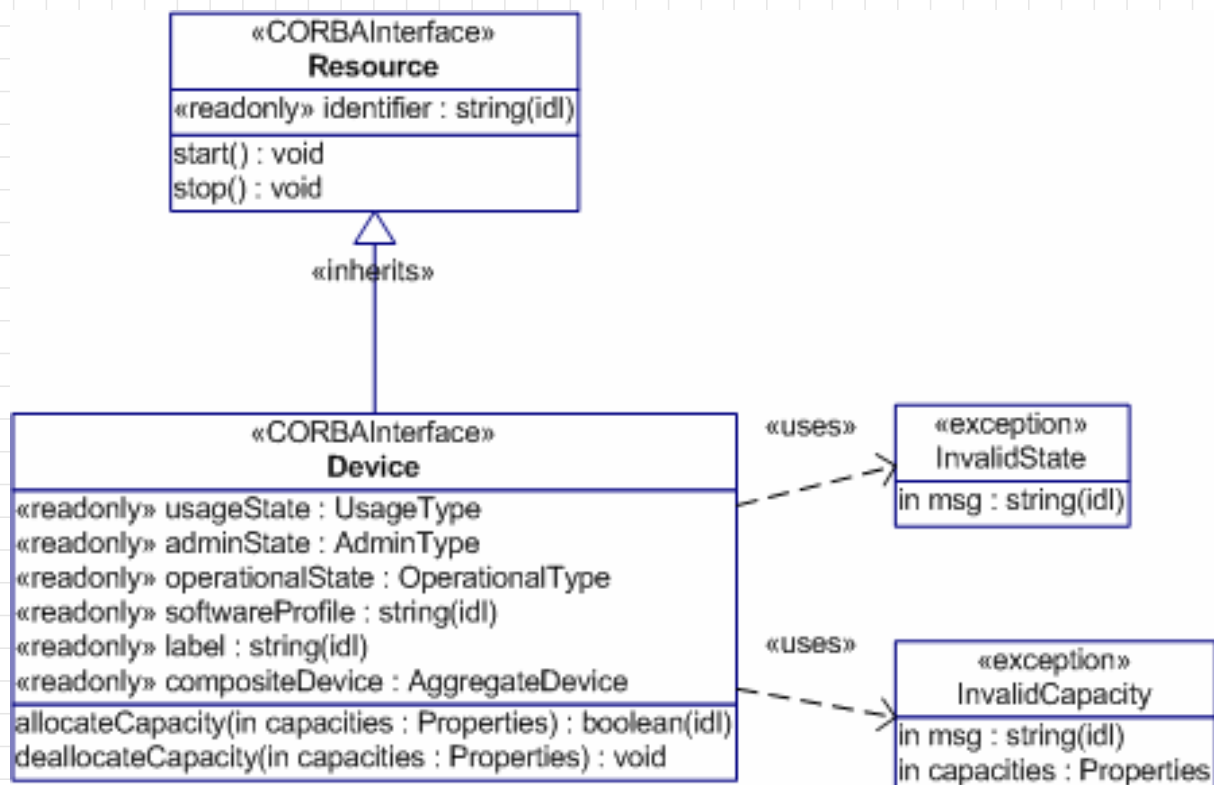 «CORBAInterface»
Resource
«readonly» identifier : string(idl)
start() : void
stop() : void
«inherits»
«CORBAInterface»
Device
«readonly» usageState : UsageType
«readonly» adminState : AdminType
«readonly» operationalState : OperationalType
«readonly» softwareProfile : string(idl)
«readonly» label : string(idl)
«readonly» compositeDevice : AggregateDevice
allocateCapacity(in capacities : Properties) : boolean(idl)
deallocateCapacity(in capacities : Properties) : void
«uses»
«exception»
InvalidState
in msg : string(idl)
«uses»
«exception»
InvalidCapacity
in msg : string(idl)
in capacities : Properties